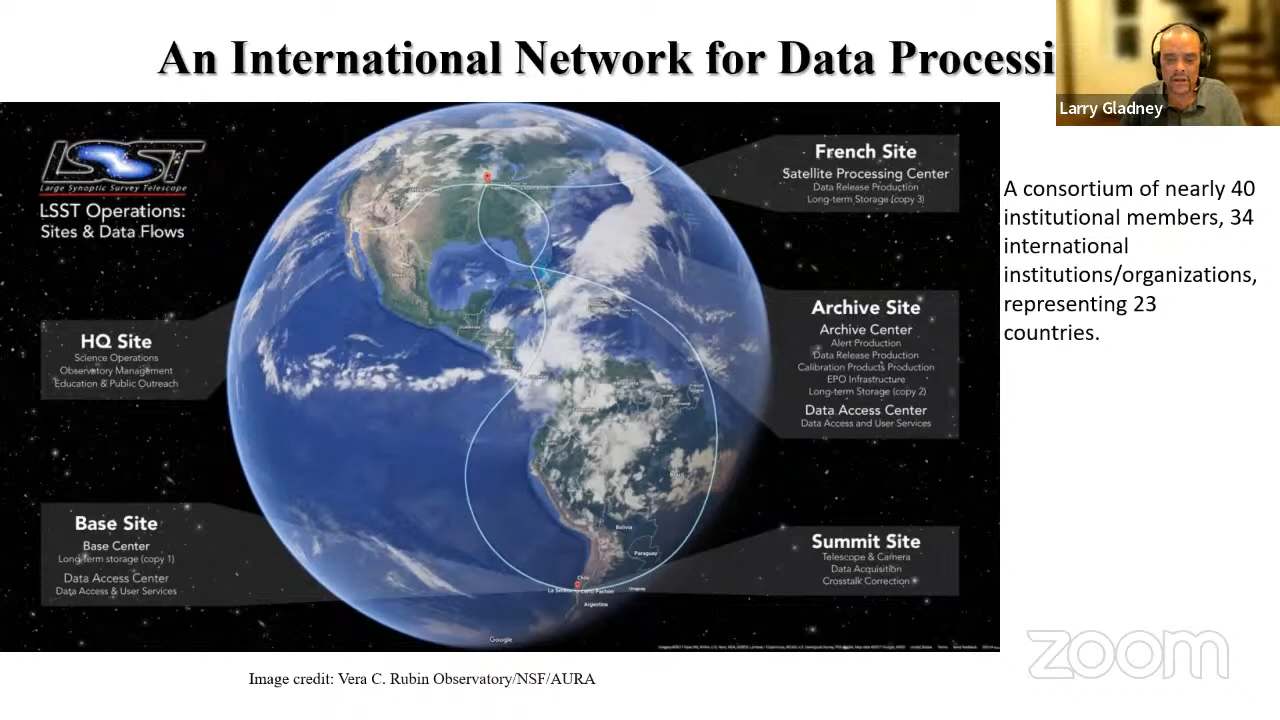 An International Network for Data Processi
Larry Gladney
LSST
Large Synoptic Survey Telescope
LSST Operations:
Sites & Data Flows
French Site
Satellite Processing Center
Data Release Production
Long-term Storage (copy 3)
A consortium of nearly 40
institutional members, 34
international
institutions/organizations,
representing 23
countries.
HQ Site
Science Operations
Observatory Management
Education & Public Outreach
Archive Site
Archive Center
Alert Production
Data Release Production
Calibration Products Production
EPO Infrastructure
Long-term Storage (copy 2)
Data Access Center
Data Access and User Services
Base Site
Base Center
Long-term storage (copy 1)
Data Access Center
Data Access & User Services
Summit Site
Telescope & Camera
Data Acquisition
Crosstalk Correction
Mexico
Venezuela
Bolivia
Paraguay
Chile
Uruguay
Argentina
Google
zoom
Image credit: Vera C. Rubin Observatory/NSF/AURA